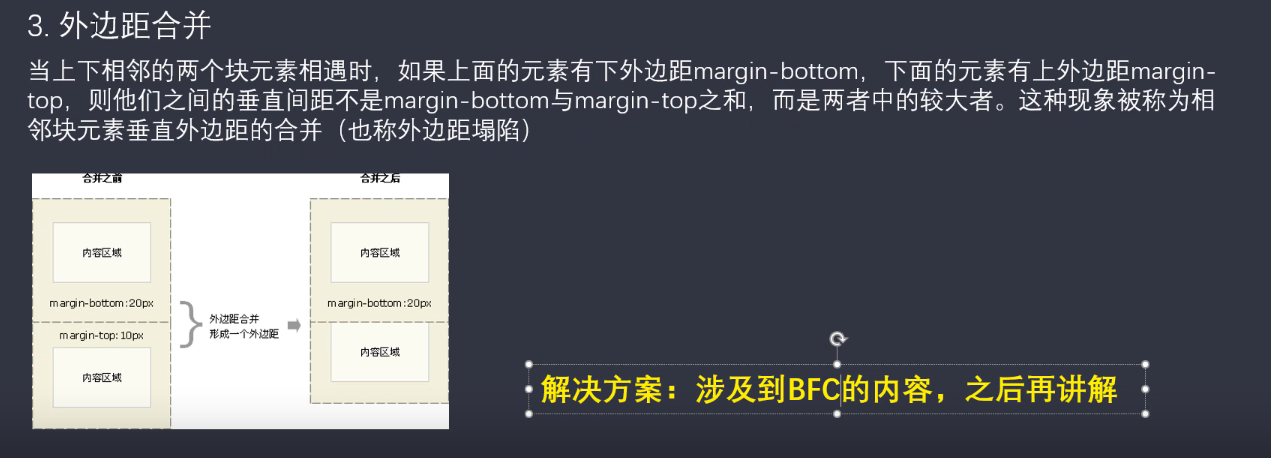 3. 外边距合并
当上下相邻的两个块元素相遇时，如果上面的元素有下外边距margin-bottom，下面的元素有上外边距margin-
top，则他们之间的垂直间距不是margin-bottom与margin-top之和，而是两者中的较大者。这种现象被称为相
邻块元素垂直外边距的合并（也称外边距塌陷）
合并之前
合并之后
内容区域
内容区域
margin-bottom:20px
margin-bottom:20px
外边距合并
形成一个外边距
margin-top:10px
内容区域
内容区域
解决方案：涉及到BFC的内容，之后再讲解